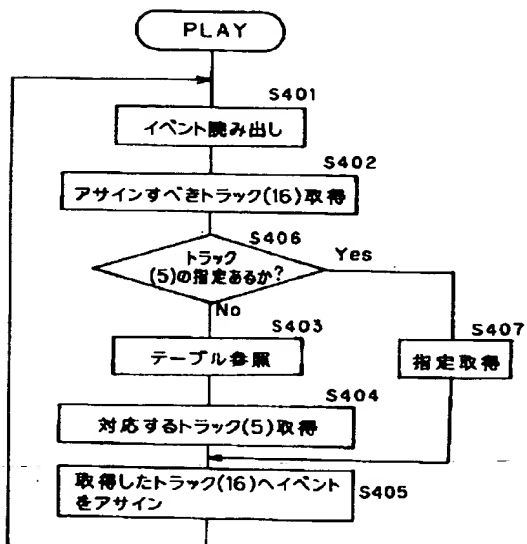 PLAY
S401
イベント読み出し
S402
アサインすべきトラック(16)取得
S406
トラック
(5)の指定あるか?
Yes
No
S403
テーブル参照
S407
指定取得
S404
対応するトラック(5)取得
取得したトラック(16)へイベント
をアサイン
S405